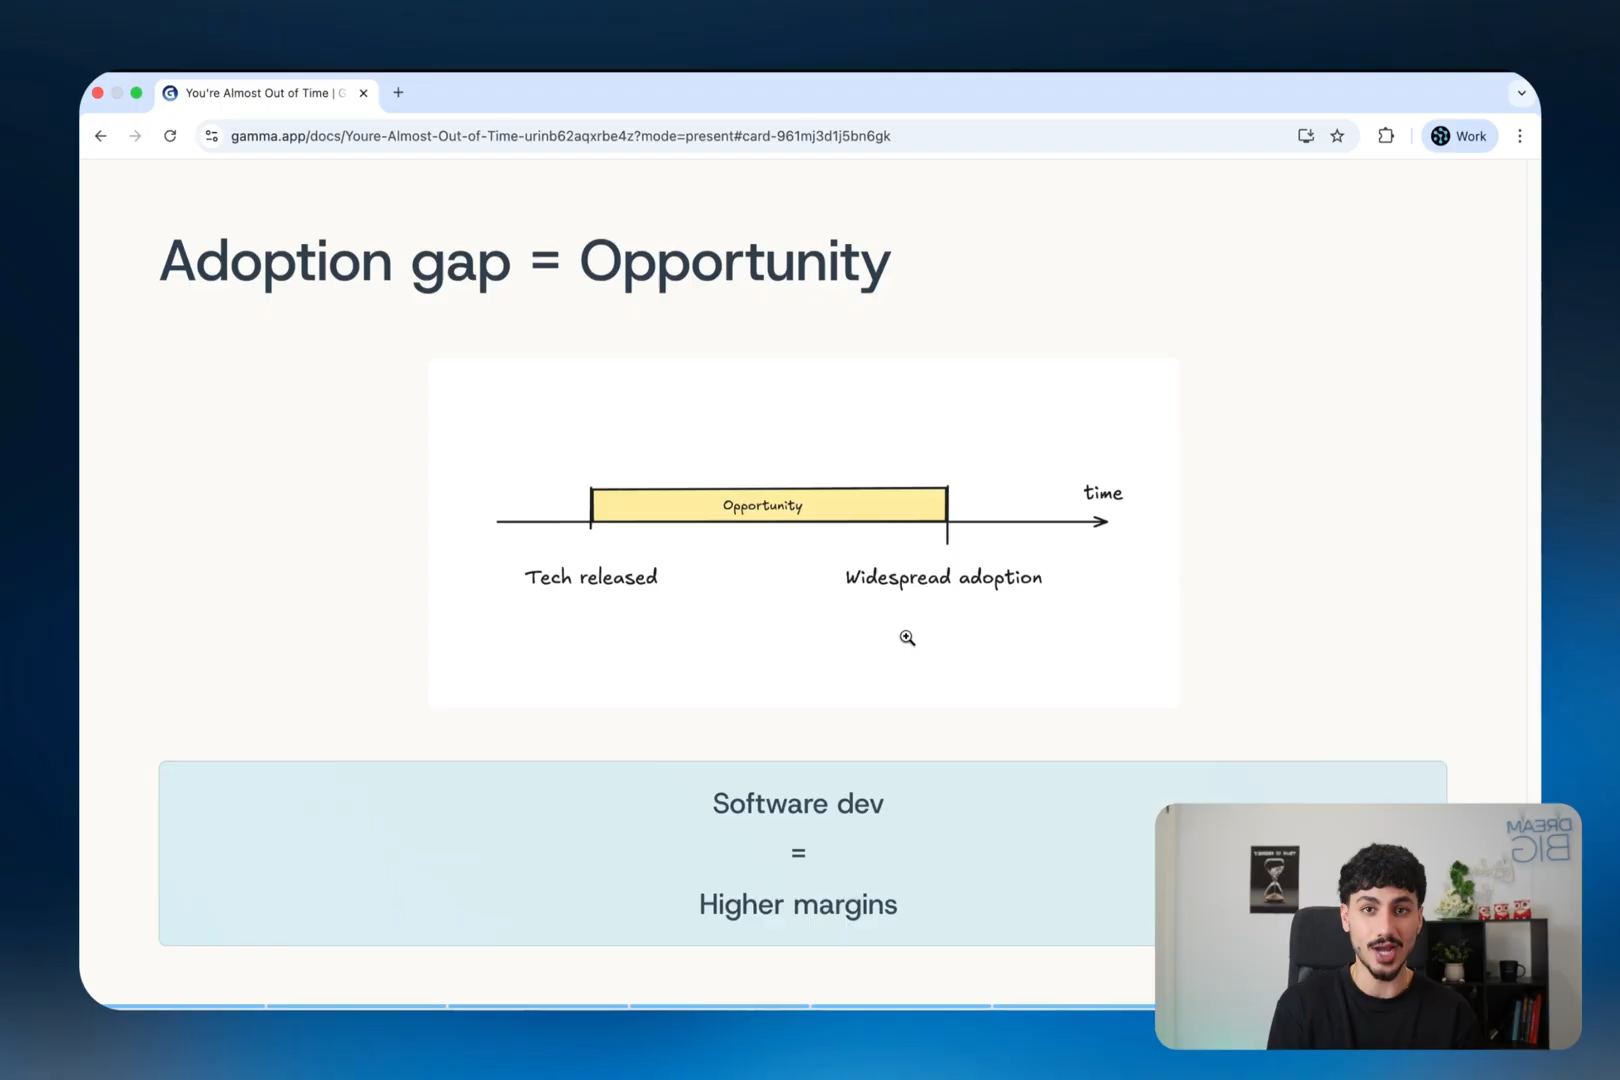 You're Almost Out of Time | G
gamma.app/docs/Youre-Almost-Out-of-Time-urinb62aqxrbe4z?mode=present#card-961mj3d1j5bn6gk
Work
Adoption gap = Opportunity
Opportunity
time
Tech released
Widespread adoption
Software dev
=
Higher margins
DREAM
BIG